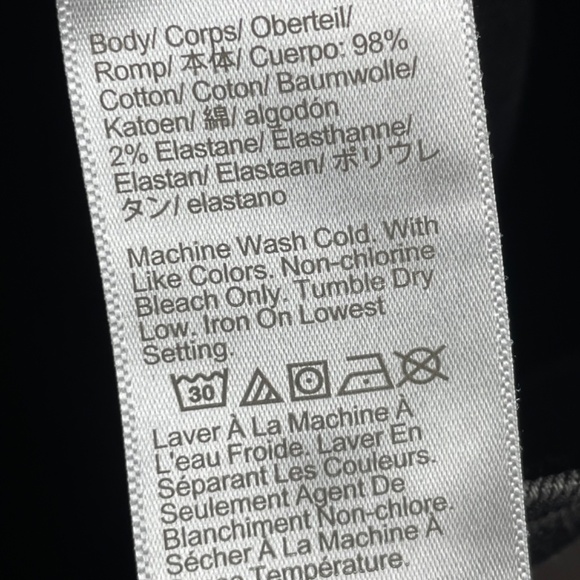 Body/ Corps/ Oberteil/
Romp/ 本体/ Cuerpo: 98%
Cotton/ Coton/ Baumwolle/
Katoen/ 綿/ algodón
2% Elastane/ Elasthanne/
Elastan/ Elastaan/ ポリウレ
タン/ elastano
Machine Wash Cold. With
Like Colors. Non-chlorine
Bleach Only. Tumble Dry
Low. Iron On Lowest
Setting.
30
Laver À La Machine À
L'eau Froide. Laver En
Séparant Les Couleurs.
Seulement Agent De
Blanchiment Non-chlore.
Sécher À La Machine À
Température.